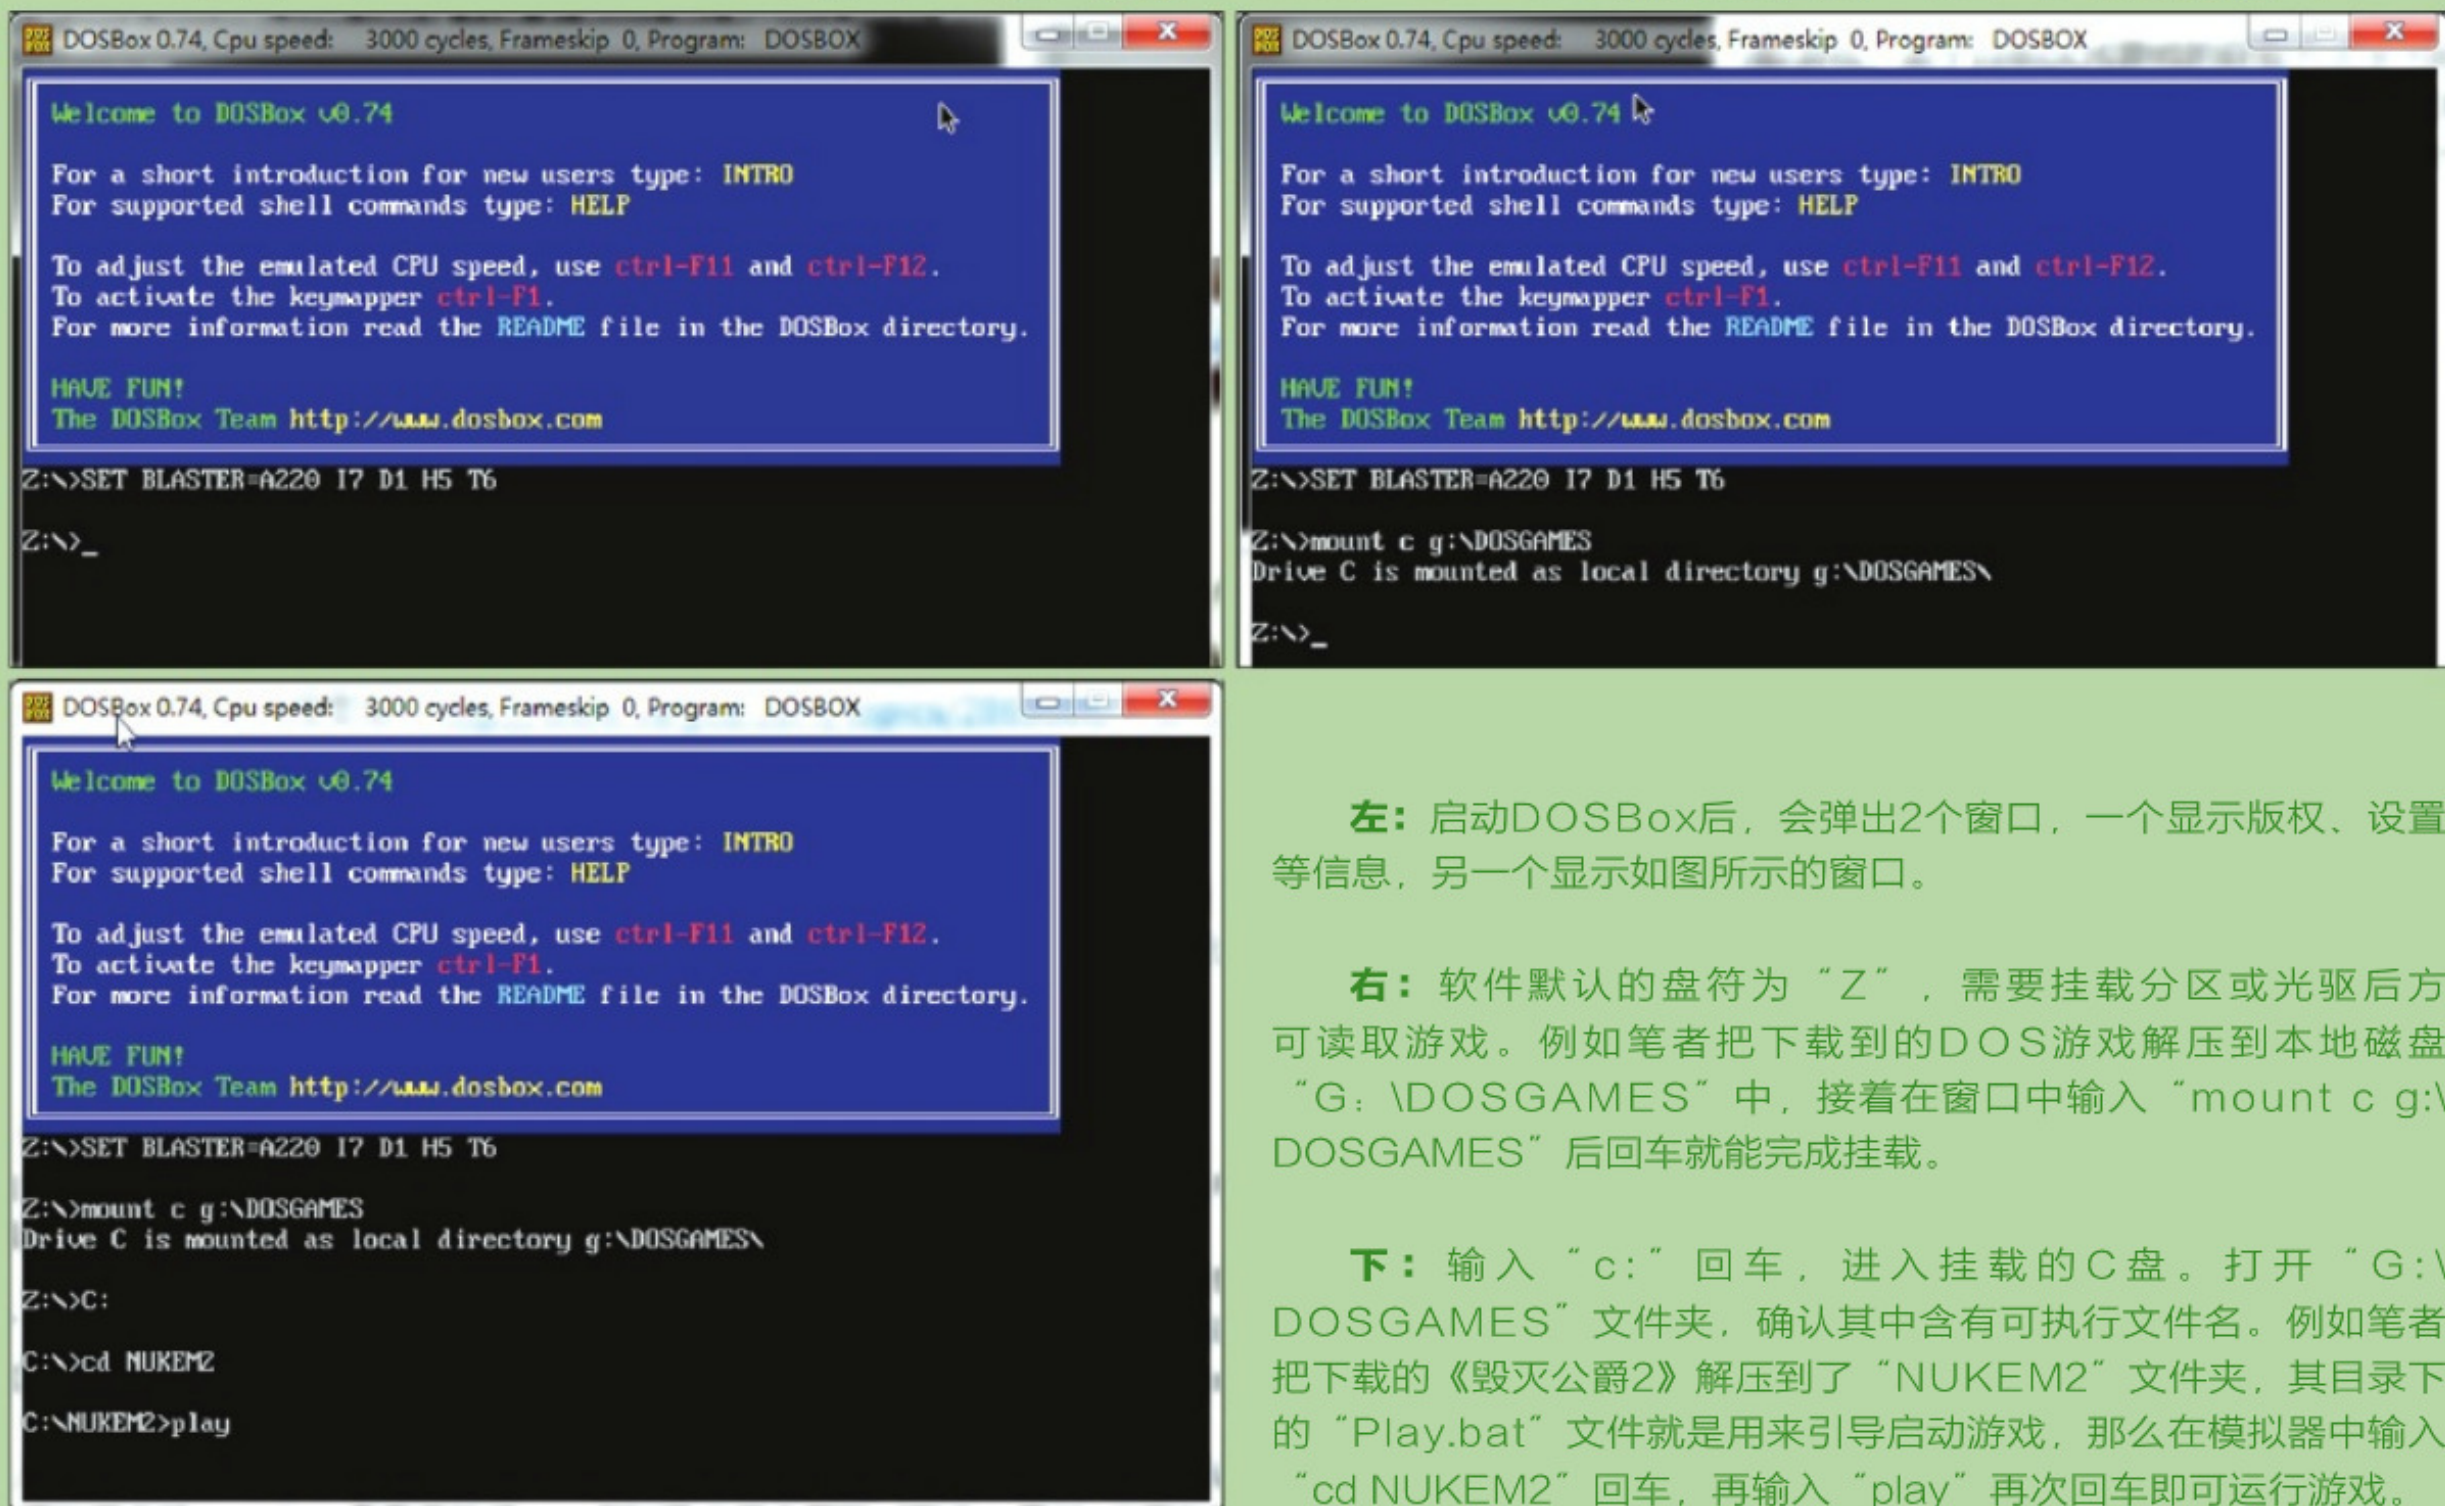 DOSBox 0.74, Cpu speed: 3000 cycles, Frameskip 0, Program: DOSBOX
Welcome to DOSBox v0.74
For a short introduction for new users type: INTRO
For supported shell commands type: HELP
To adjust the emulated CPU speed, use ctrl-F11 and ctrl-F12.
To activate the keymapper ctrl-F1.
For more information read the README file in the DOSBox directory.
HAVE FUN!
The DOSBox Team http://www.dosbox.com
Z:\>SET BLASTER=A220 I7 D1 H5 T6
Z:\>_
DOSBox 0.74, Cpu speed: 3000 cycles, Frameskip 0, Program: DOSBOX
Welcome to DOSBox v0.74
For a short introduction for new users type: INTRO
For supported shell commands type: HELP
To adjust the emulated CPU speed, use ctrl-F11 and ctrl-F12.
To activate the keymapper ctrl-F1.
For more information read the README file in the DOSBox directory.
HAVE FUN!
The DOSBox Team http://www.dosbox.com
Z:\>SET BLASTER=A220 I7 D1 H5 T6
Z:\>mount c g:\DOSGAMES
Drive C is mounted as local directory g:\DOSGAMES\
Z:\>_
DOSBox 0.74, Cpu speed: 3000 cycles, Frameskip 0, Program: DOSBOX
Welcome to DOSBox v0.74
For a short introduction for new users type: INTRO
For supported shell commands type: HELP
To adjust the emulated CPU speed, use ctrl-F11 and ctrl-F12.
To activate the keymapper ctrl-F1.
For more information read the README file in the DOSBox directory.
HAVE FUN!
The DOSBox Team http://www.dosbox.com
Z:\>SET BLASTER=A220 I7 D1 H5 T6
Z:\>mount c g:\DOSGAMES
Drive C is mounted as local directory g:\DOSGAMES\
Z:\>C:
C:\>cd NUKEM2
C:\NUKEM2>play
左：启动DOSBox后，会弹出2个窗口，一个显示版权、设置
等信息，另一个显示如图所示的窗口。
右：软件默认的盘符为“Z”，需要挂载分区或光驱后方
可读取游戏。例如笔者把下载到的DOS游戏解压到本地磁盘
“G：\DOSGAMES”中，接着在窗口中输入“mount c g:\
DOSGAMES”后回车就能完成挂载。
下：输入“c:”回车，进入挂载的C盘。打开“G:\
DOSGAMES”文件夹，确认其中含有可执行文件名。例如笔者
把下载的《毁灭公爵2》解压到了“NUKEM2”文件夹，其目录下
的“Play.bat”文件就是用来引导启动游戏，那么在模拟器中输入
“cd NUKEM2”回车，再输入“play”再次回车即可运行游戏。